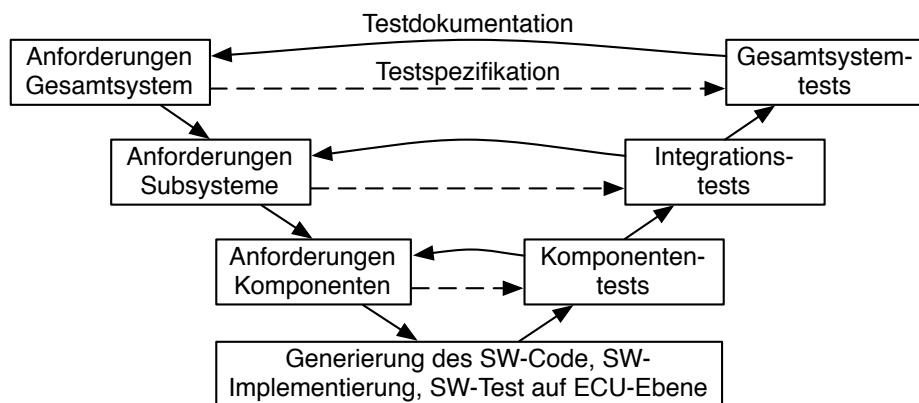 Testdokumentation
Anforderungen
Gesamtsystem
Testspezifikation
Gesamtsystem-
tests
Anforderungen
Subsysteme
Integrations-
tests
Anforderungen
Komponenten
Komponenten-
tests
Generierung des SW-Code, SW-
Implementierung, SW-Test auf ECU-Ebene